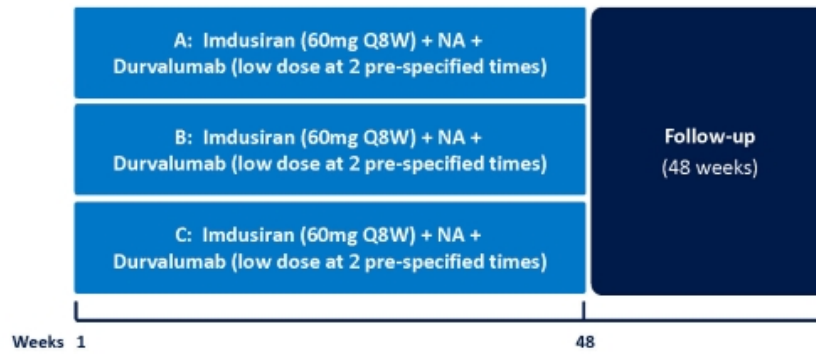 A: Imdusiran (60mg Q8W) + NA +
Durvalumab (low dose at 2 pre-specified times)
B: Imdusiran (60mg Q8W) + NA +
Durvalumab (low dose at 2 pre-specified times)
C: Imdusiran (60mg Q8W) + NA +
Durvalumab (low dose at 2 pre-specified times)
Follow-up
(48 weeks)
Weeks 1 48